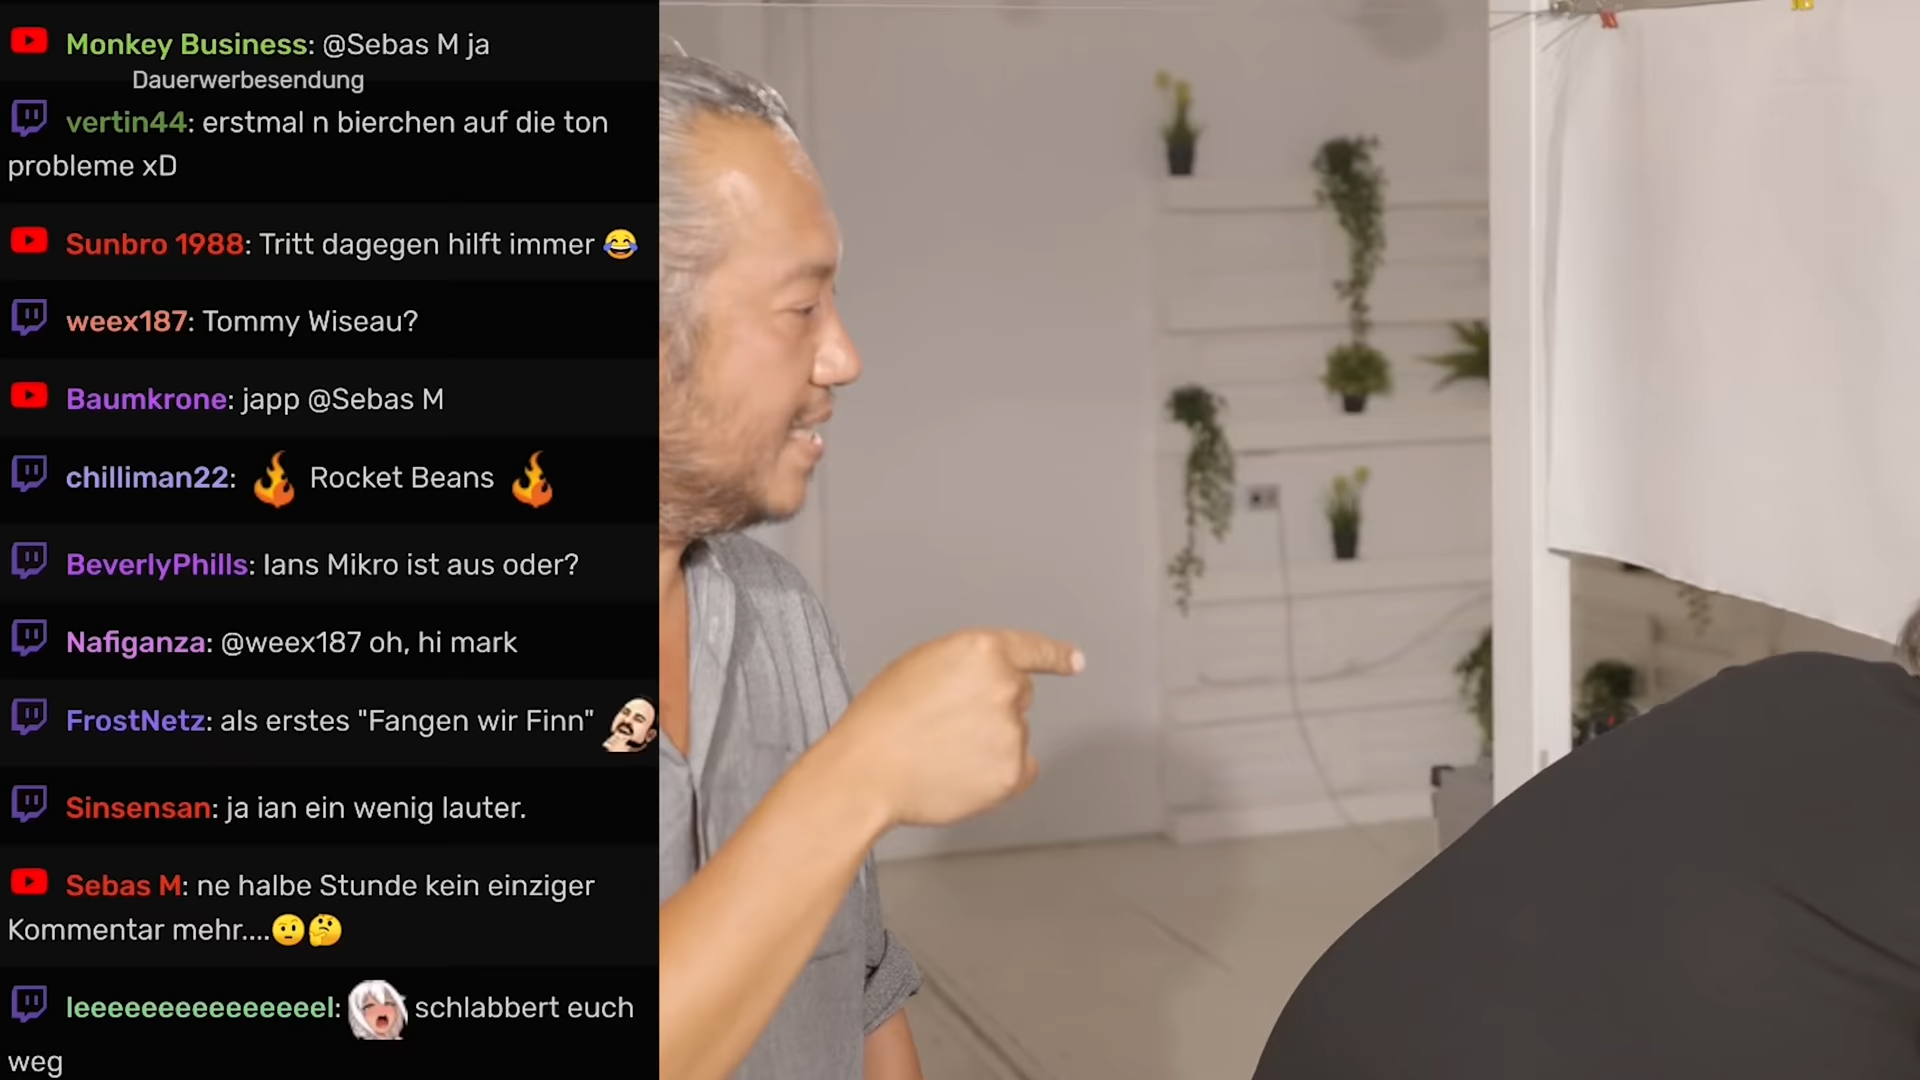 Monkey Business: @Sebas M ja
Dauerwerbesendung
vertin44: erstmal n bierchen auf die ton
probleme xD
Sunbro 1988: Tritt dagegen hilft immer 😂
weex187: Tommy Wiseau?
Baumkrone: japp @Sebas M
chilliman22: 🔥 Rocket Beans 🔥
BeverlyPhills: Ians Mikro ist aus oder?
Nafiganza: @weex187 oh, hi mark
FrostNetz: als erstes "Fangen wir Finn"
Sinsensan: ja ian ein wenig lauter.
Sebas M: ne halbe Stunde kein einziger
Kommentar mehr....🤨🤔
leeeeeeeeeeeeeeel: schlabbert euch
weg